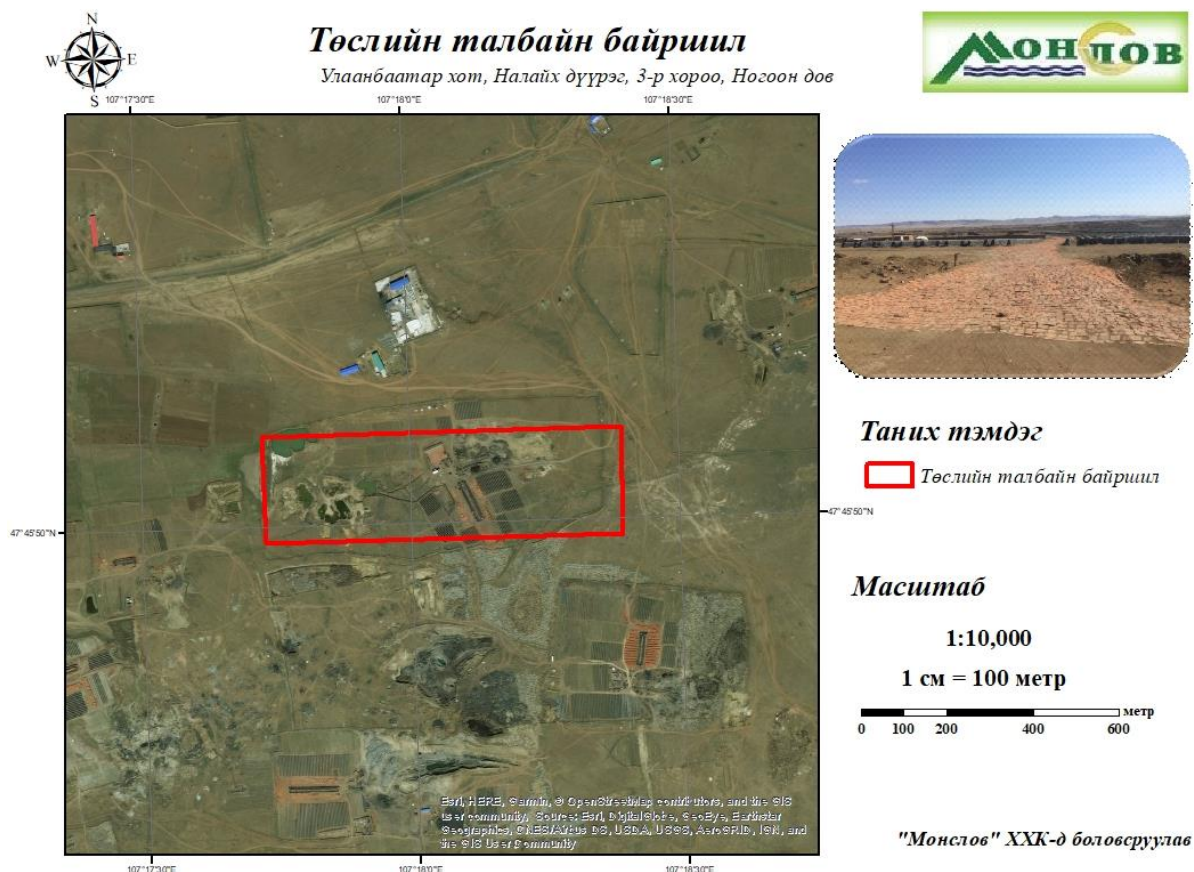 N
W E
S
Төслийн талбайн байршил
Улаанбаатар хот, Налайх дүүрэг, 3-р хороо, Ногоон дов
МОНСЛОВ
107°17'30"E 107°18'0"E 107°18'30"E
Таних тэмдэг
Төслийн талбайн байршил
47°45'50"N 47°45'50"N
Масштаб
1:10,000
1 см = 100 метр
метр
0 100 200 400 600
Esri, HERE, Garmin, © OpenStreetMap contributors, and the GIS
user community, Source: Esri, DigitalGlobe, GeoEye, Earthstar
Geographics, CNES/Airbus DS, USDA, USGS, AeroGRID, IGN, and
the GIS User Community
"Монслов" ХХК-д боловсруулав
107°17'30"E 107°18'0"E 107°18'30"E